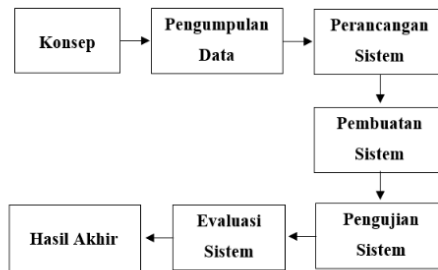 Konsep
Pengumpulan
Data
Perancangan
Sistem
Pembuatan
Sistem
Pengujian
Sistem
Evaluasi
Sistem
Hasil Akhir